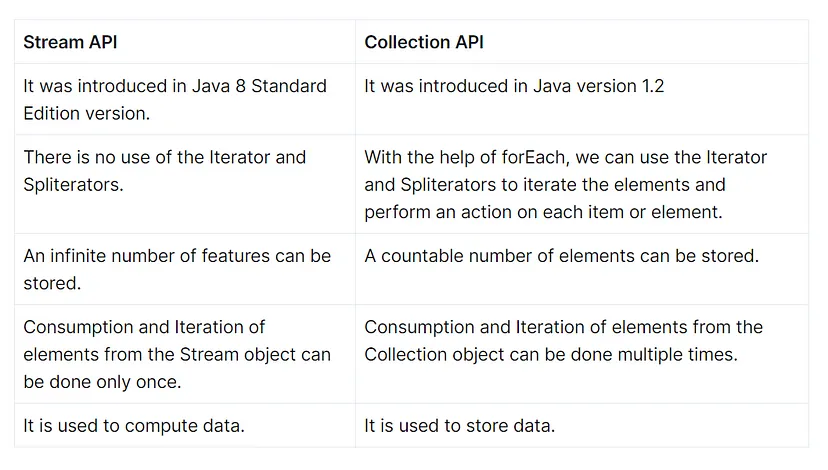 Stream API
Collection API
It was introduced in Java 8 Standard
Edition version.
It was introduced in Java version 1.2
There is no use of the Iterator and
Spliterators.
With the help of forEach, we can use the Iterator
and Spliterators to iterate the elements and
perform an action on each item or element.
An infinite number of features can be
stored.
A countable number of elements can be stored.
Consumption and Iteration of
elements from the Stream object can
be done only once.
Consumption and Iteration of elements from the
Collection object can be done multiple times.
It is used to compute data.
It is used to store data.